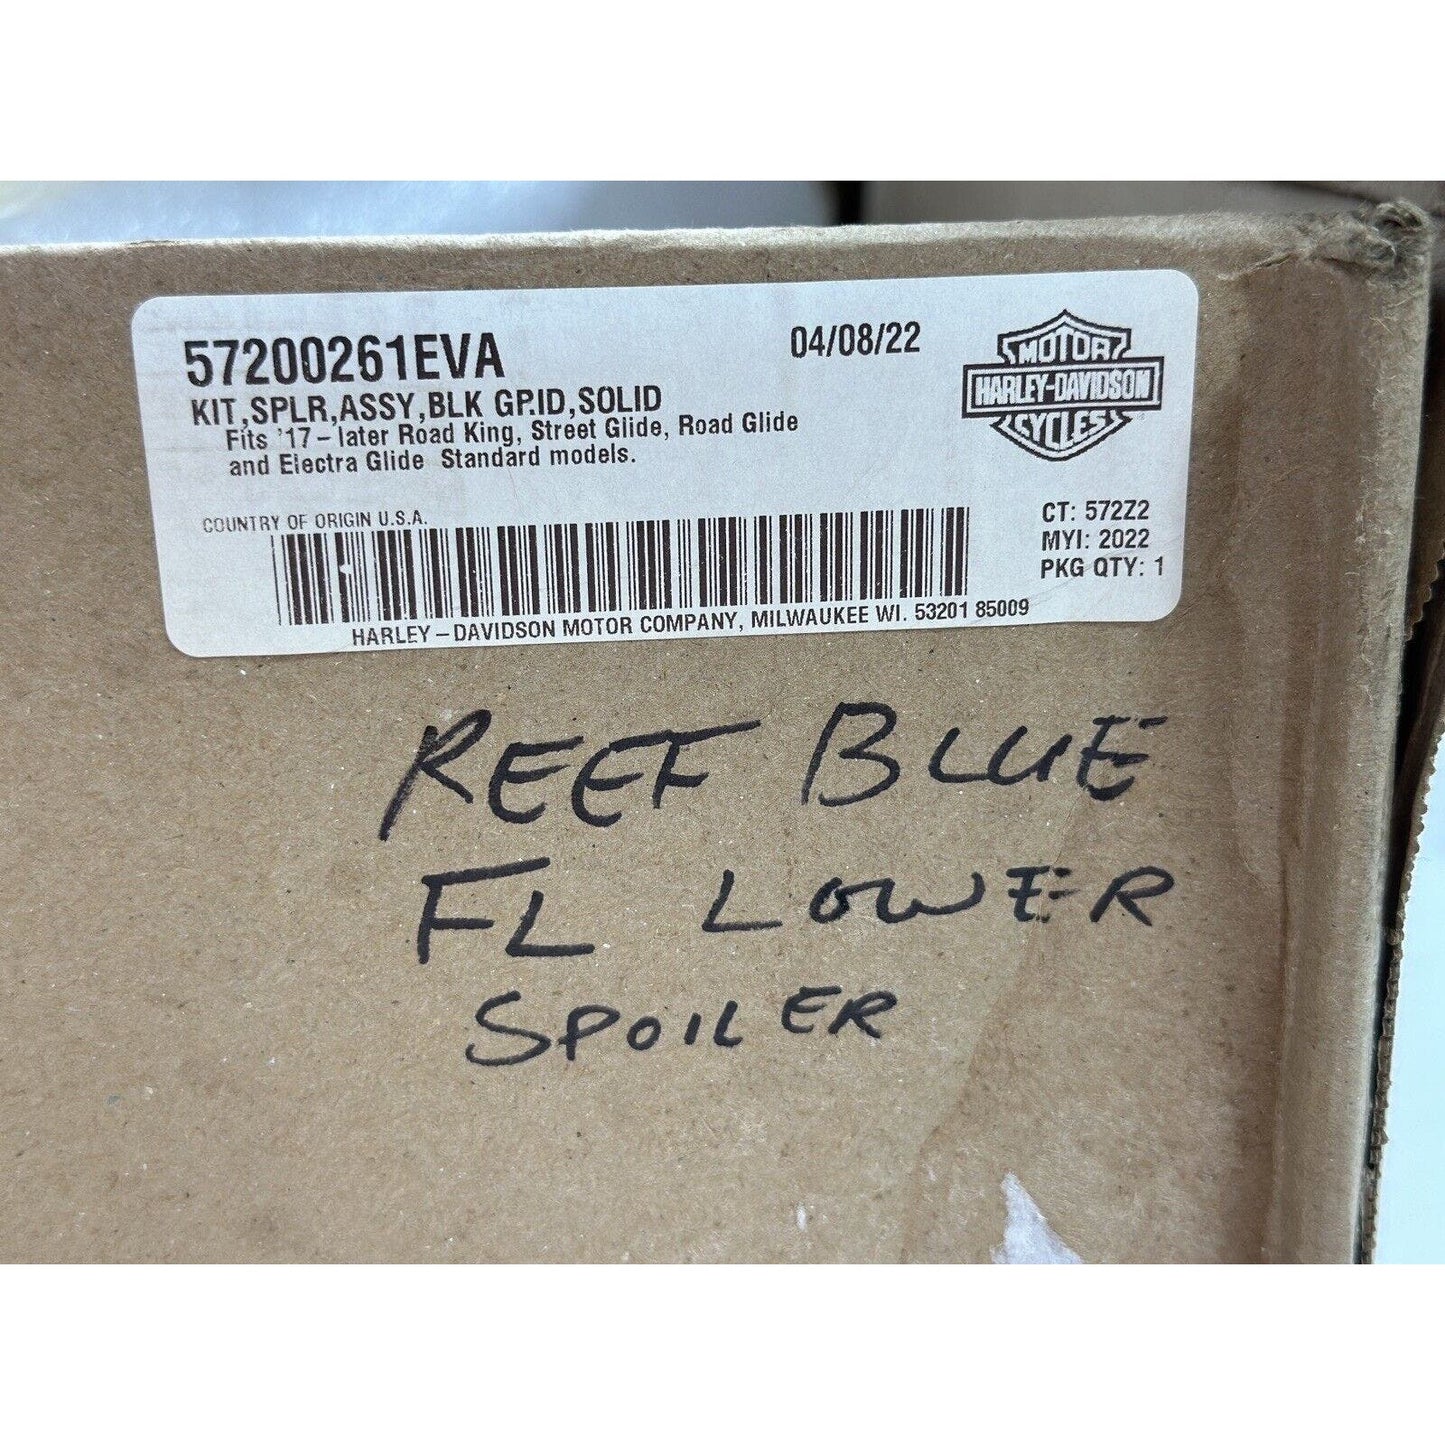 57200261EVA
04/08/22
KIT,SPLR,ASSY,BLK GP.ID,SOLID
Fits '17 – later Road King, Street Glide, Road Glide
and Electra Glide Standard models.
MOTOR
HARLEY-DAVIDSON
CYCLES
COUNTRY OF ORIGIN U.S.A.
CT: 572Z2
MYI: 2022
PKG QTY: 1
HARLEY – DAVIDSON MOTOR COMPANY, MILWAUKEE WI. 53201 85009
REEF BLUE
FL LOWER
SPOILER